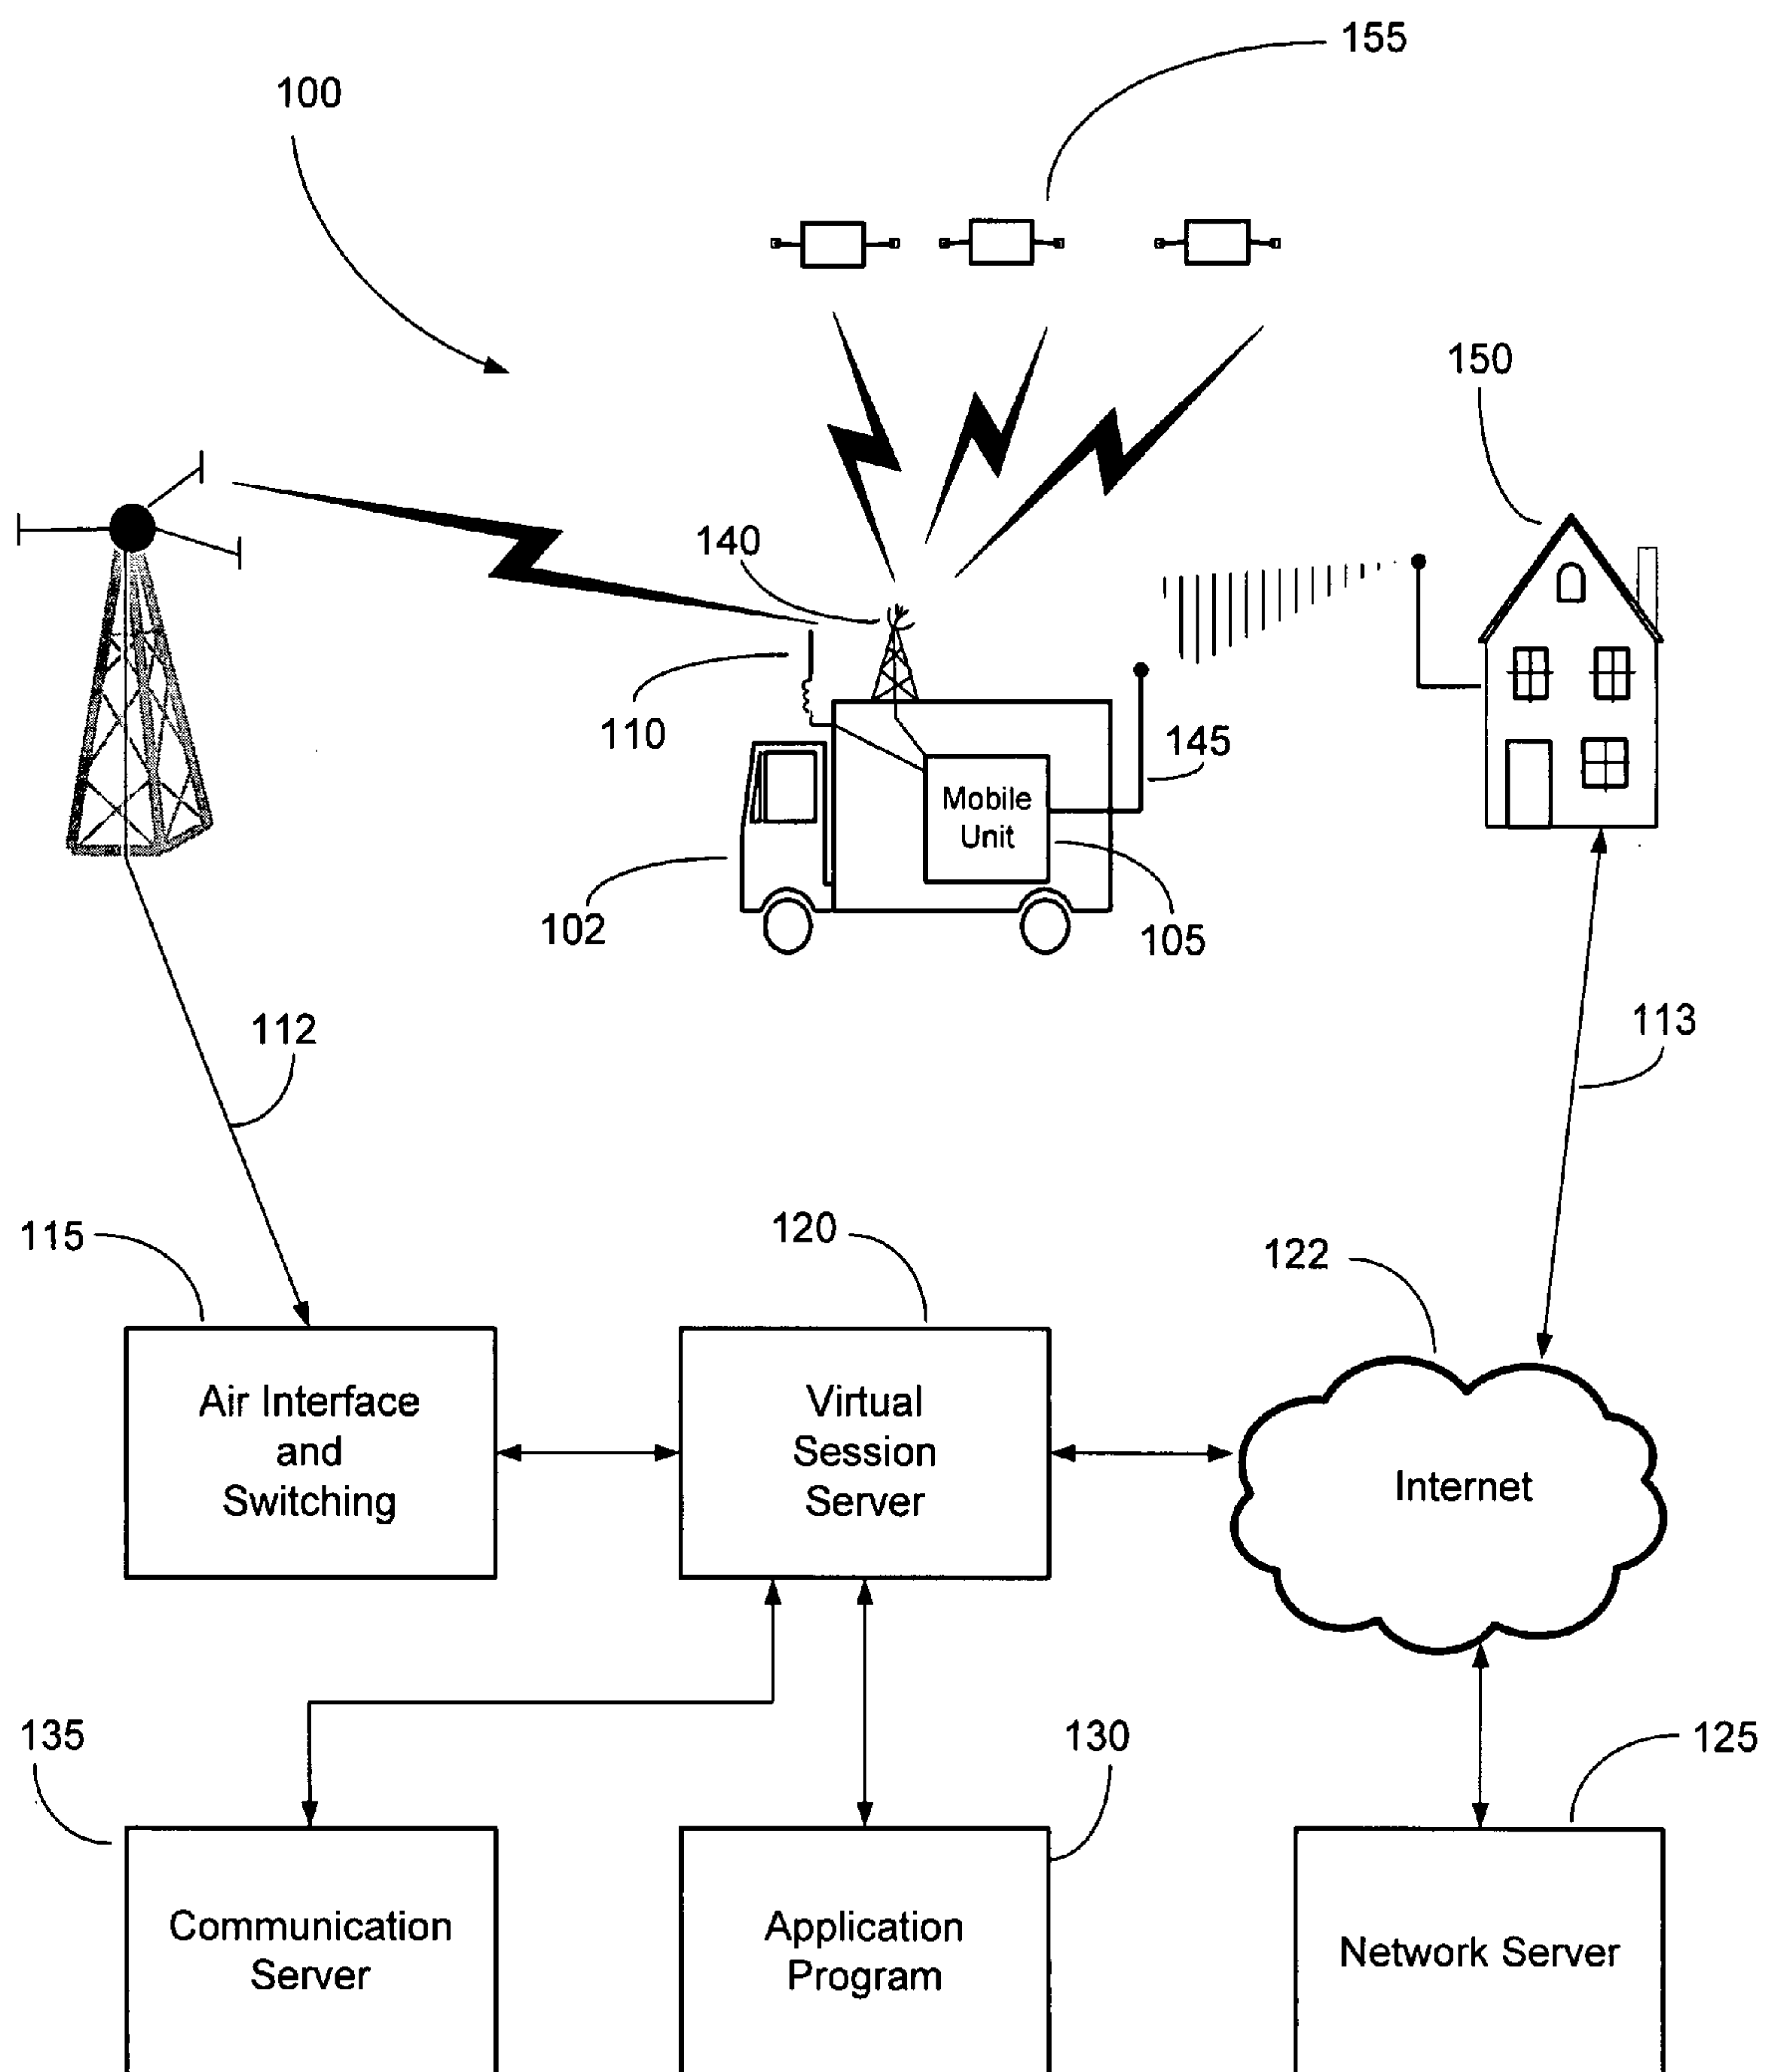 155
100
150
140
110
145
Mobile
Unit
102
105
112
113
115
120
122
Air Interface
and
Switching
Virtual
Session
Server
Internet
135
130
125
Communication
Server
Application
Program
Network Server